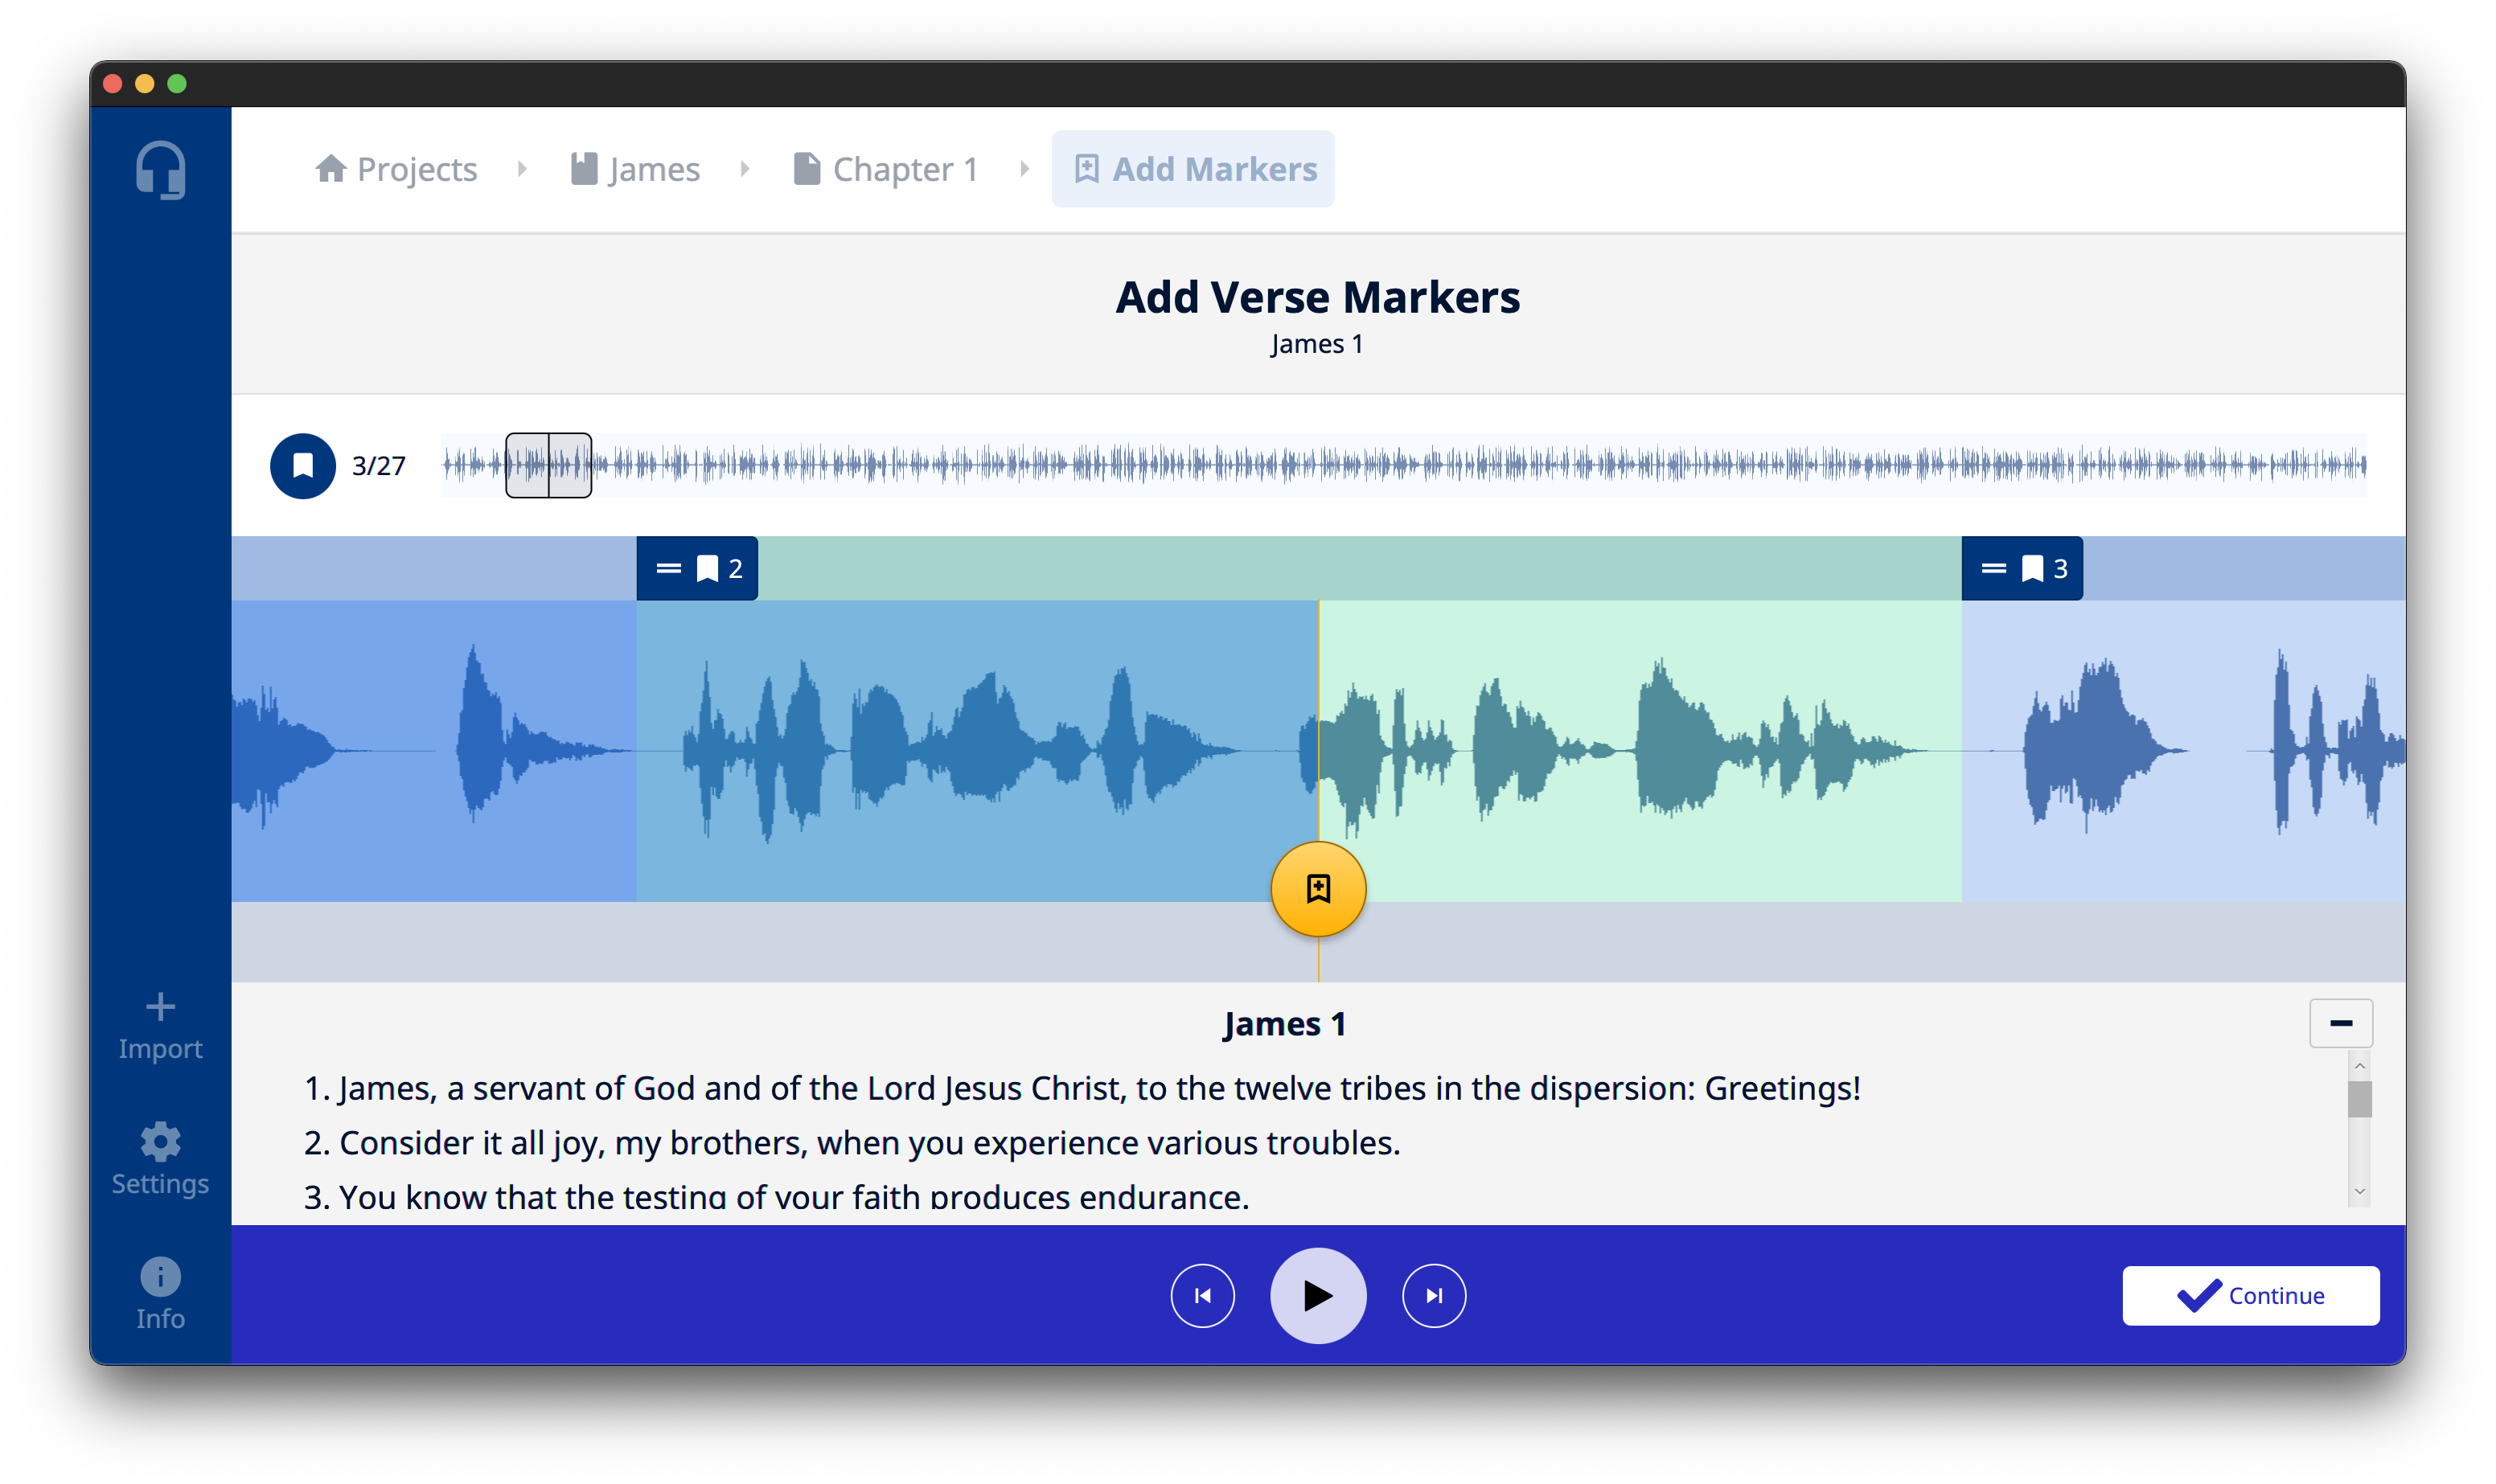 Projects
James
Chapter 1
Add Markers
Add Verse Markers
James 1
3/27
2
3
James 1
1. James, a servant of God and of the Lord Jesus Christ, to the twelve tribes in the dispersion: Greetings!
2. Consider it all joy, my brothers, when you experience various troubles.
3. You know that the testing of your faith produces endurance.
Import
Settings
Info
Continue